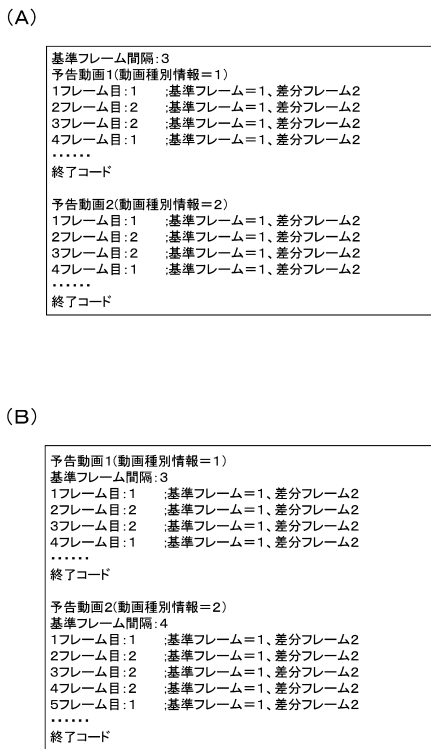 (A)
基準フレーム間隔:3
予告動画1(動画種別情報=1)
1フレーム目:1 ;基準フレーム=1、差分フレーム2
2フレーム目:2 ;基準フレーム=1、差分フレーム2
3フレーム目:2 ;基準フレーム=1、差分フレーム2
4フレーム目:1 ;基準フレーム=1、差分フレーム2
・・・・・・
終了コード
予告動画2(動画種別情報=2)
1フレーム目:1 ;基準フレーム=1、差分フレーム2
2フレーム目:2 ;基準フレーム=1、差分フレーム2
3フレーム目:2 ;基準フレーム=1、差分フレーム2
4フレーム目:1 ;基準フレーム=1、差分フレーム2
・・・・・・
終了コード
(B)
予告動画1(動画種別情報=1)
基準フレーム間隔:3
1フレーム目:1 ;基準フレーム=1、差分フレーム2
2フレーム目:2 ;基準フレーム=1、差分フレーム2
3フレーム目:2 ;基準フレーム=1、差分フレーム2
4フレーム目:1 ;基準フレーム=1、差分フレーム2
・・・・・・
終了コード
予告動画2(動画種別情報=2)
基準フレーム間隔:4
1フレーム目:1 ;基準フレーム=1、差分フレーム2
2フレーム目:2 ;基準フレーム=1、差分フレーム2
3フレーム目:2 ;基準フレーム=1、差分フレーム2
4フレーム目:2 ;基準フレーム=1、差分フレーム2
5フレーム目:1 ;基準フレーム=1、差分フレーム2
・・・・・・
終了コード